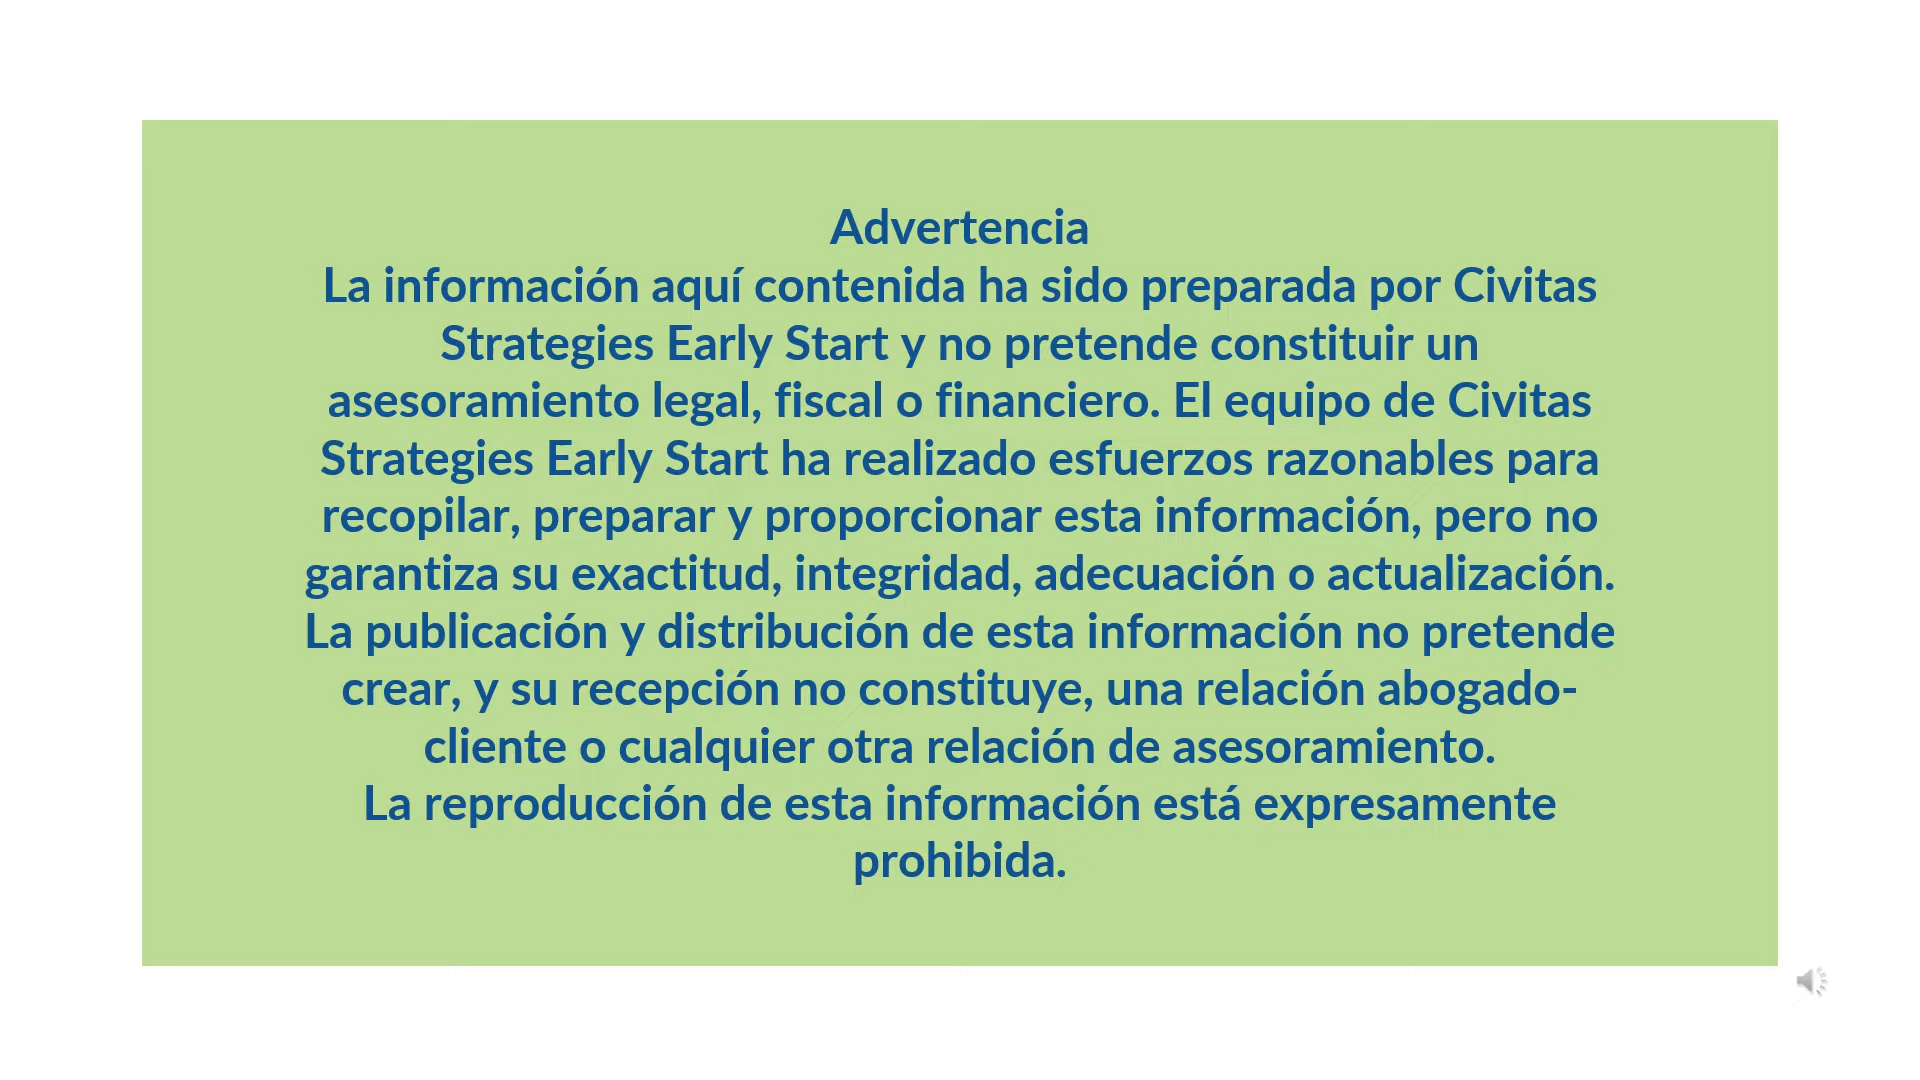 Advertencia
La información aquí contenida ha sido preparada por Civitas
Strategies Early Start y no pretende constituir un
asesoramiento legal, fiscal o financiero. El equipo de Civitas
Strategies Early Start ha realizado esfuerzos razonables para
recopilar, preparar y proporcionar esta información, pero no
garantiza su exactitud, integridad, adecuación o actualización.
La publicación y distribución de esta información no pretende
crear, y su recepción no constituye, una relación abogado-
cliente o cualquier otra relación de asesoramiento.
La reproducción de esta información está expresamente
prohibida.